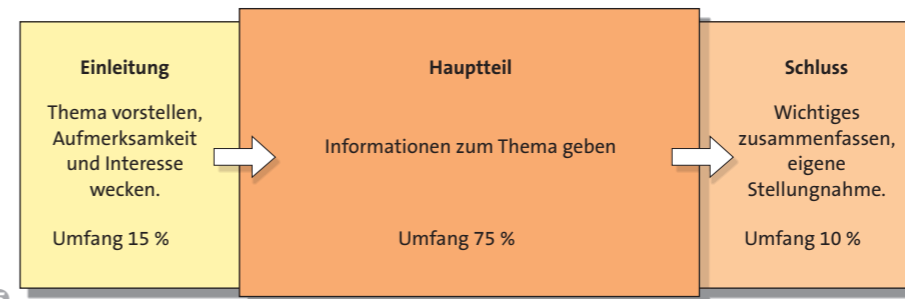 Einleitung
Thema vorstellen,
Aufmerksamkeit
und Interesse
wecken.
Umfang 15 %
Hauptteil
Informationen zum Thema geben
Umfang 75 %
Schluss
Wichtiges
zusammenfassen,
eigene
Stellungnahme.
Umfang 10 %